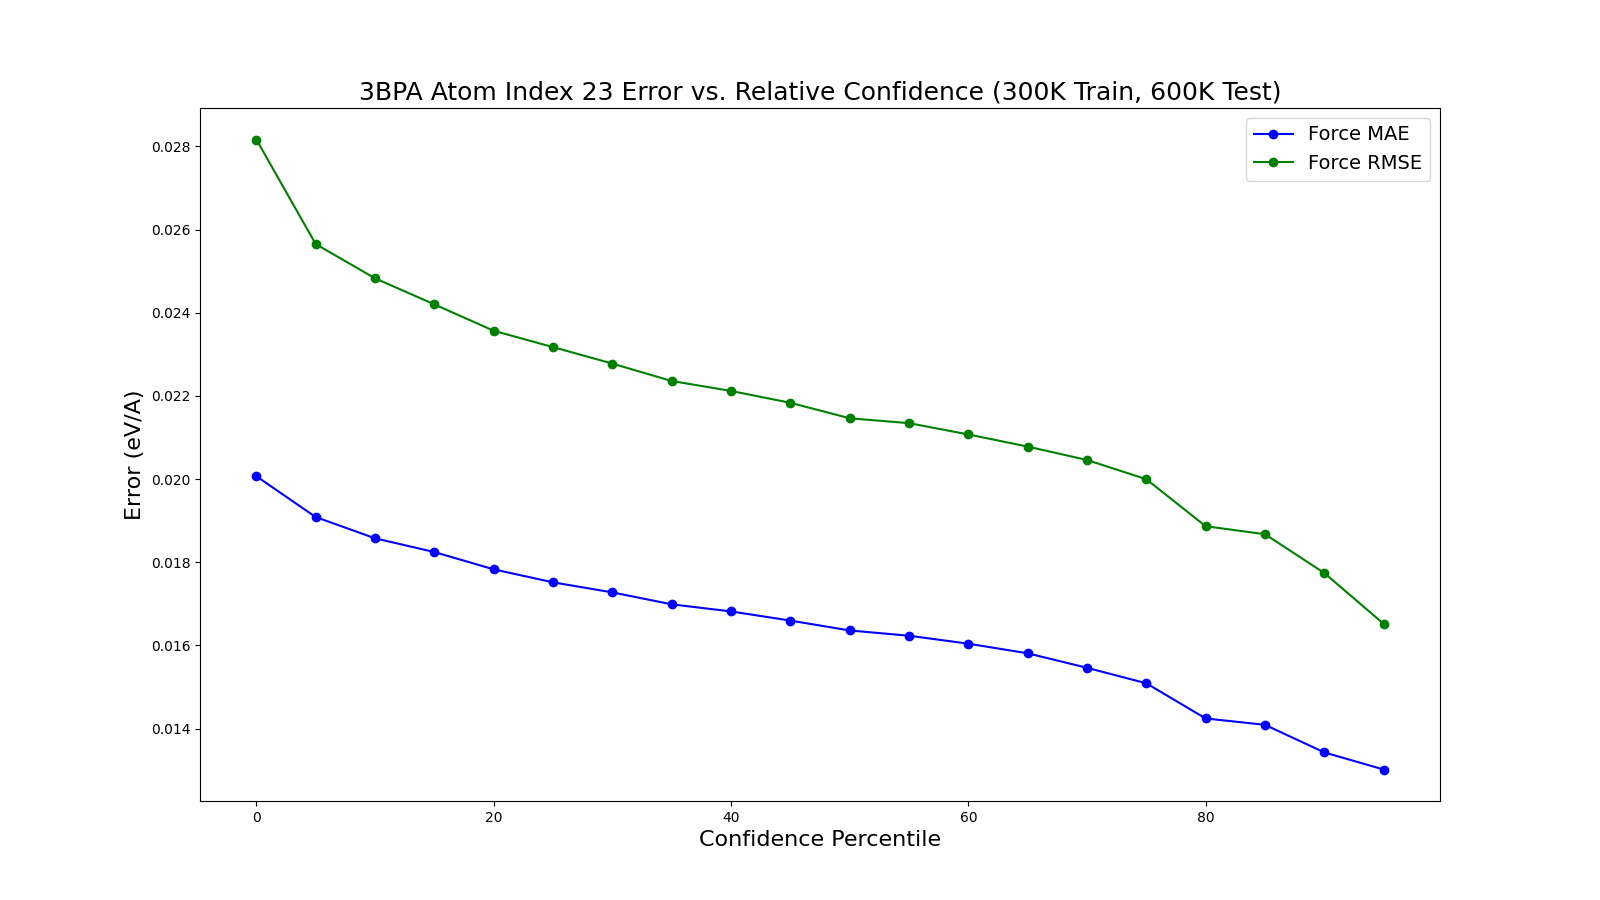 3BPA Atom Index 23 Error vs. Relative Confidence (300K Train, 600K Test)
Force MAE
Force RMSE
0.028
0.026
0.024
0.022
0.020
0.018
0.016
0.014
Error (eV/A)
0
20
40
60
80
Confidence Percentile